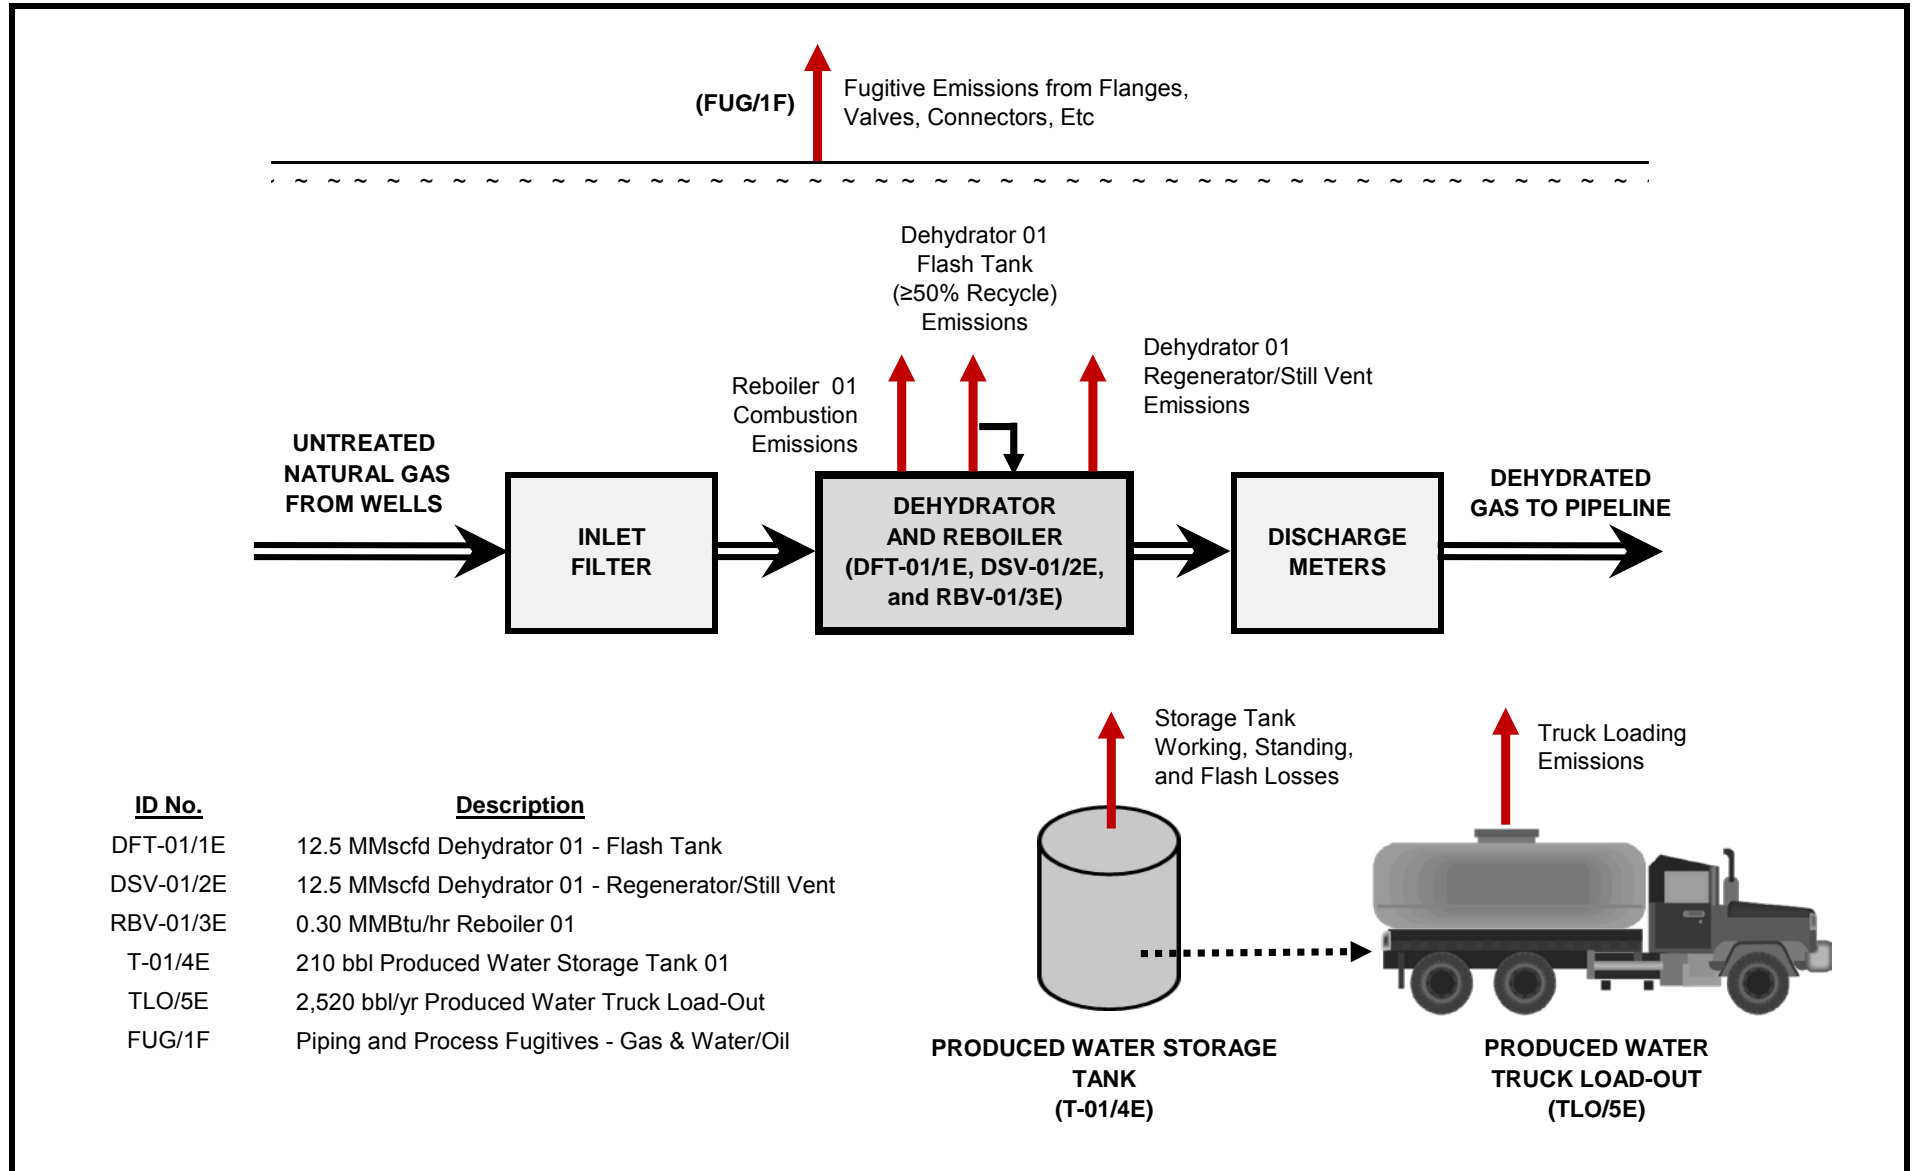 (FUG/1F)
Fugitive Emissions from Flanges,
Valves, Connectors, Etc
~ ~ ~ ~ ~ ~ ~ ~ ~ ~ ~ ~ ~ ~ ~ ~ ~ ~ ~ ~ ~ ~ ~ ~ ~ ~ ~ ~ ~ ~ ~ ~ ~ ~ ~ ~ ~ ~ ~ ~ ~ ~
Dehydrator 01
Flash Tank
(≥50% Recycle)
Emissions
Reboiler 01
Combustion
Emissions
Dehydrator 01
Regenerator/Still Vent
Emissions
UNTREATED
NATURAL GAS
FROM WELLS
INLET
FILTER
DEHYDRATOR
AND REBOILER
(DFT-01/1E, DSV-01/2E,
and RBV-01/3E)
DISCHARGE
METERS
DEHYDRATED
GAS TO PIPELINE
Storage Tank
Working, Standing,
and Flash Losses
Truck Loading
Emissions
ID No. Description
DFT-01/1E 12.5 MMscfd Dehydrator 01 - Flash Tank
DSV-01/2E 12.5 MMscfd Dehydrator 01 - Regenerator/Still Vent
RBV-01/3E 0.30 MMBtu/hr Reboiler 01
T-01/4E 210 bbl Produced Water Storage Tank 01
TLO/5E 2,520 bbl/yr Produced Water Truck Load-Out
FUG/1F Piping and Process Fugitives - Gas & Water/Oil
PRODUCED WATER STORAGE
TANK
(T-01/4E)
PRODUCED WATER
TRUCK LOAD-OUT
(TLO/5E)